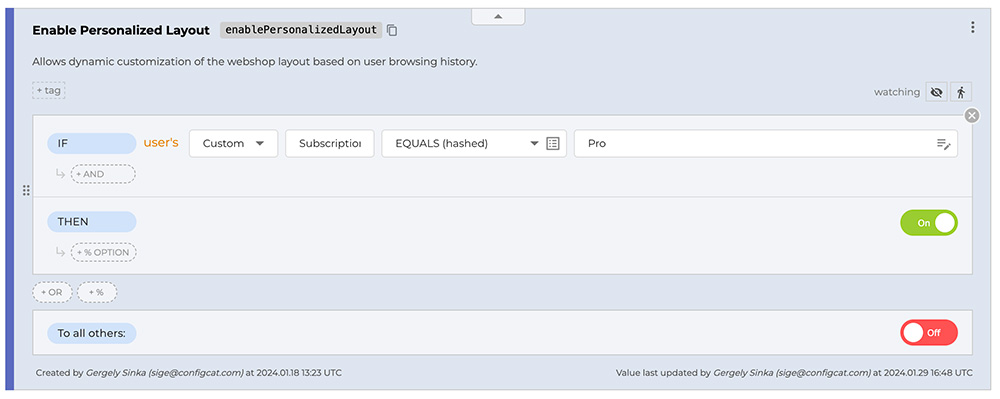 Enable Personalized Layout enablePersonalizedLayout
Allows dynamic customization of the webshop layout based on user browsing history.
+ tag
watching
IF user's Custom Subscription EQUALS (hashed) Pro
+ AND
THEN On
+ % OPTION
+ OR + %
To all others: Off
Created by Gergely Sinka (sige@configcat.com) at 2024.01.18 13:23 UTC
Value last updated by Gergely Sinka (sige@configcat.com) at 2024.01.29 16:48 UTC